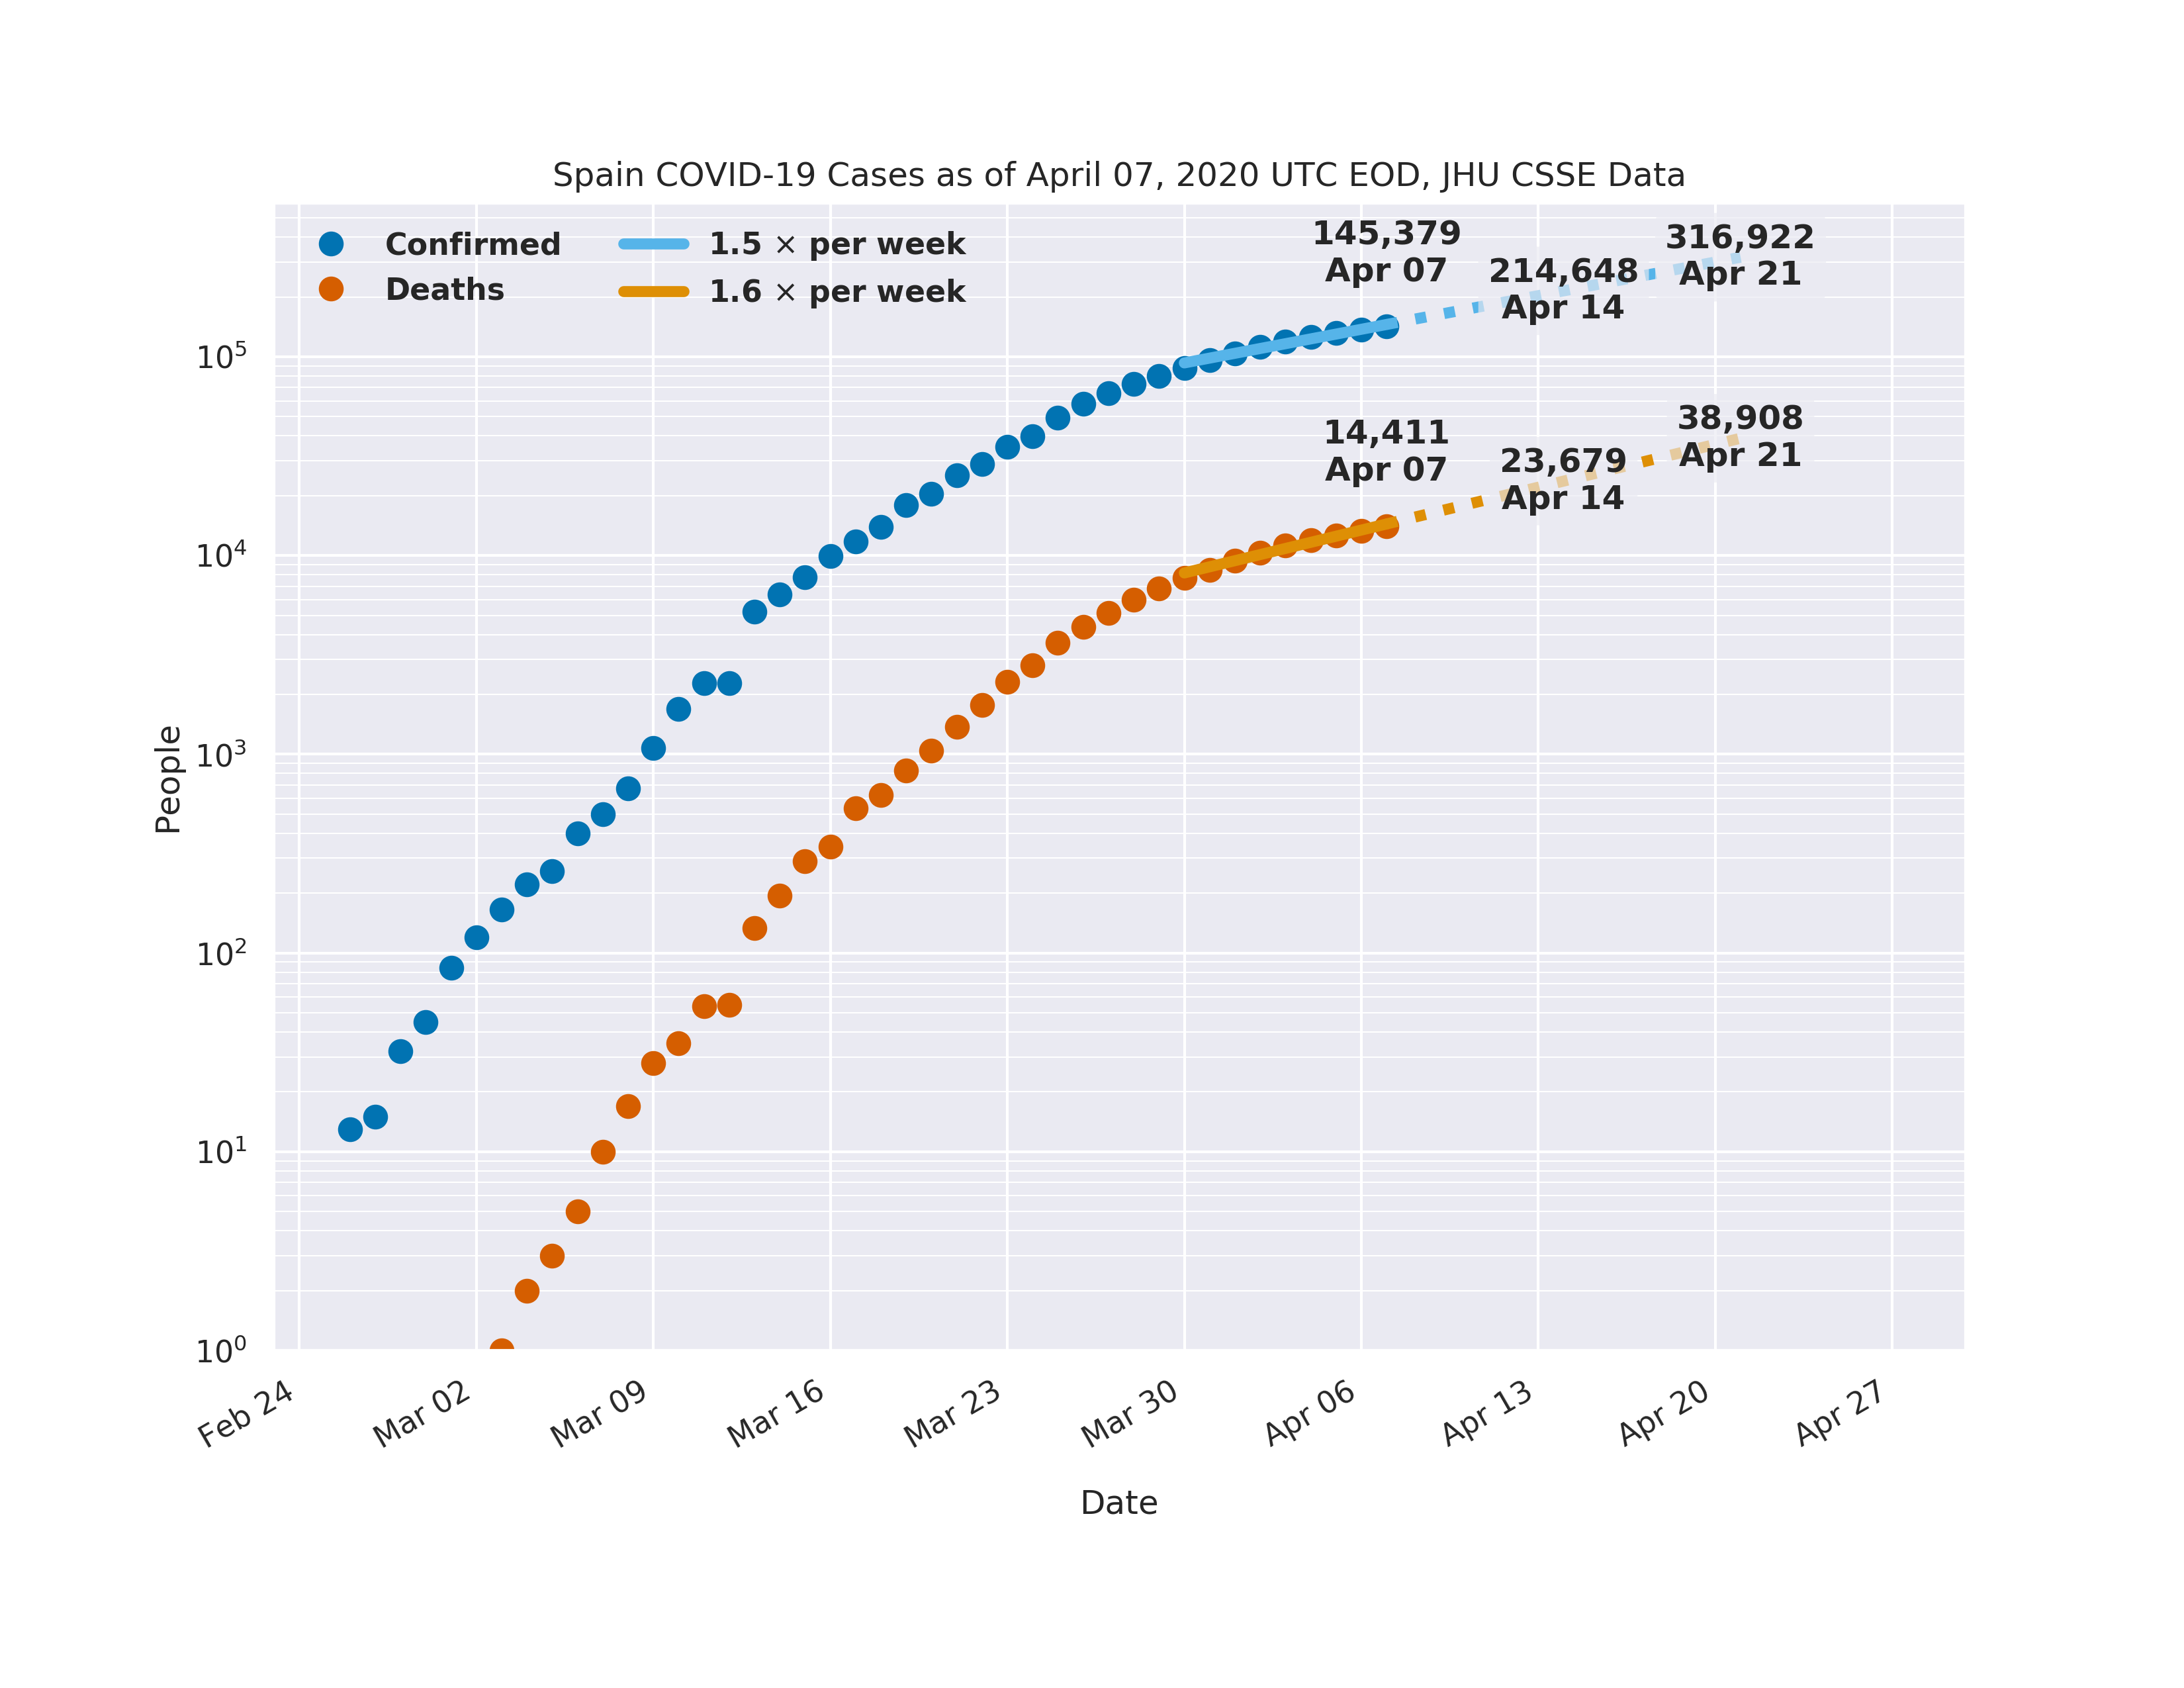 Spain COVID-19 Cases as of April 07, 2020 UTC EOD, JHU CSSE Data
Confirmed
Deaths
1.5 × per week
1.6 × per week
145,379
Apr 07
214,648
Apr 14
316,922
Apr 21
14,411
Apr 07
23,679
Apr 14
38,908
Apr 21
People
10⁵
10⁴
10³
10²
10¹
10⁰
Feb 24
Mar 02
Mar 09
Mar 16
Mar 23
Mar 30
Apr 06
Apr 13
Apr 20
Apr 27
Date